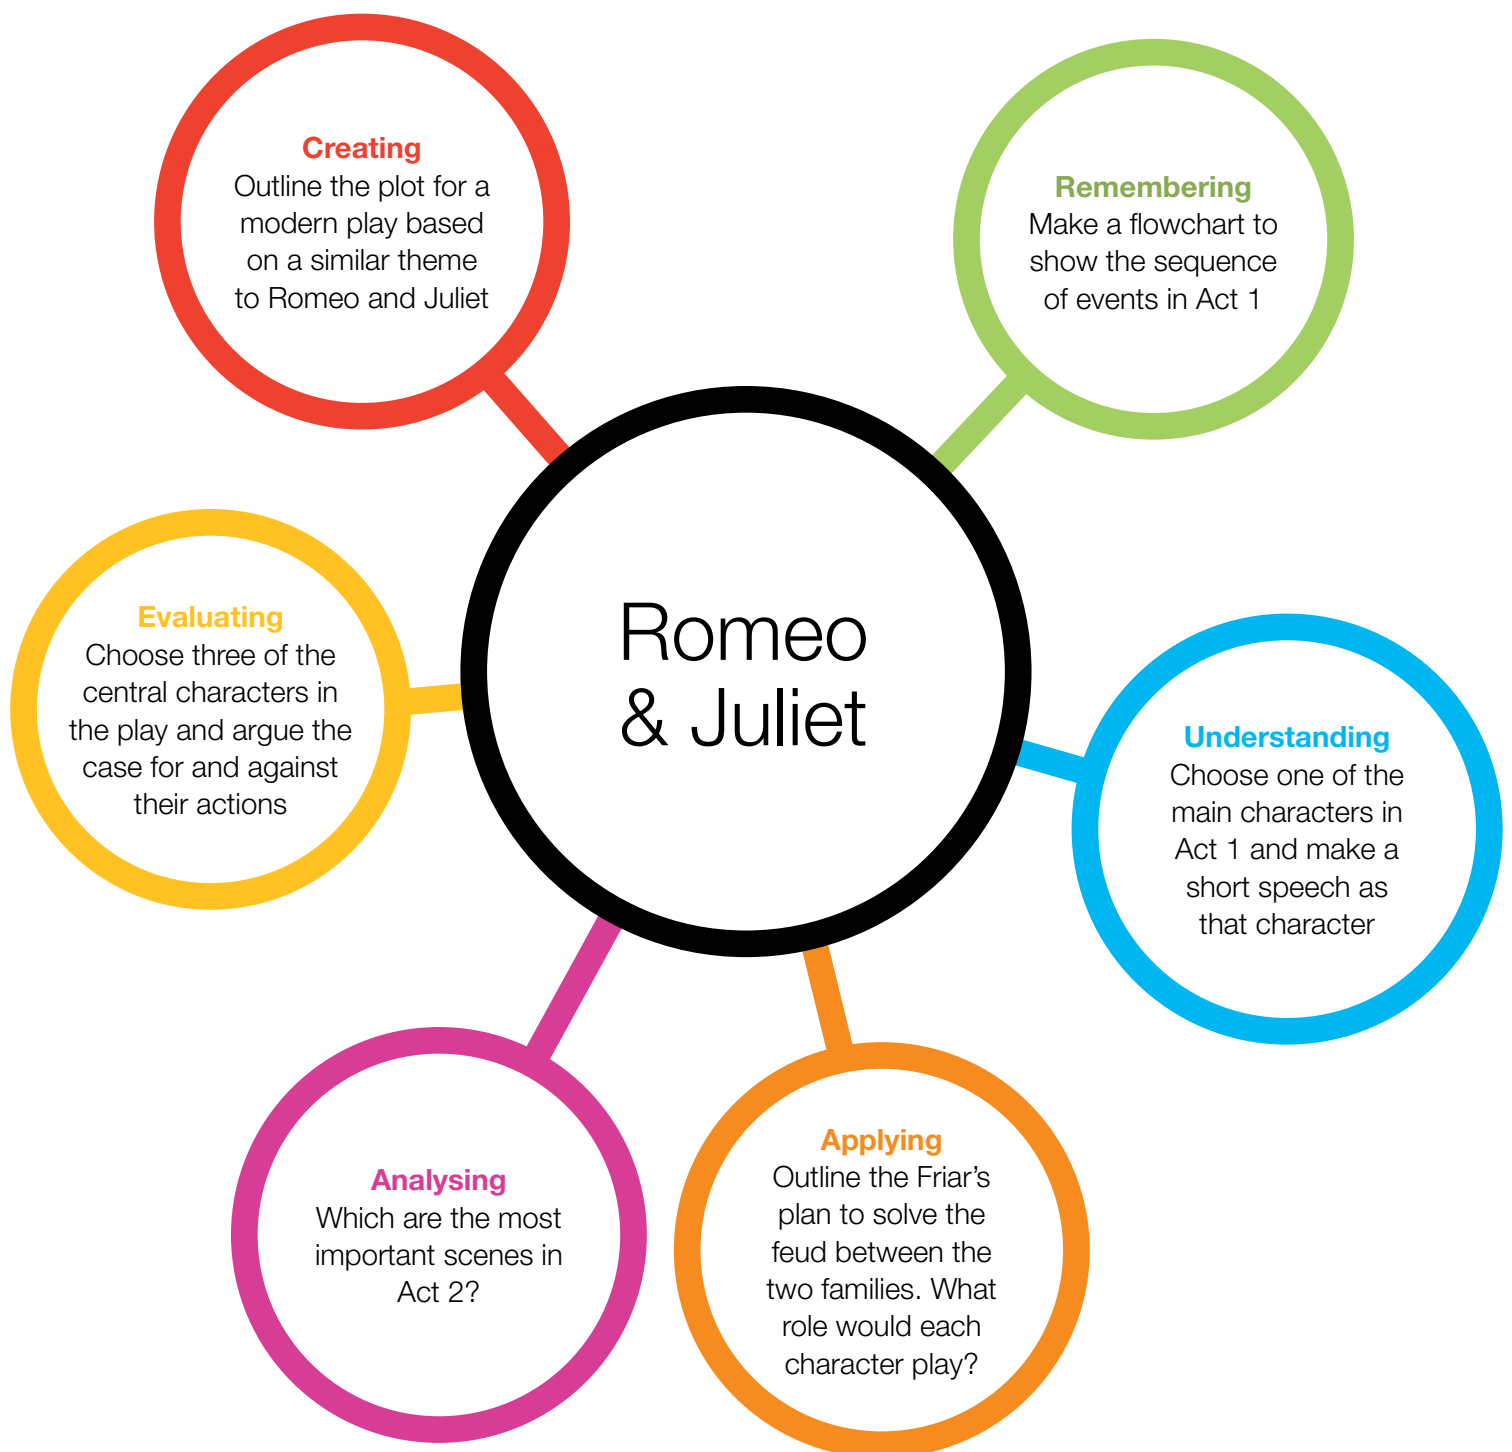 Creating
Outline the plot for a
modern play based
on a similar theme
to Romeo and Juliet
Remembering
Make a flowchart to
show the sequence
of events in Act 1
Romeo
& Juliet
Evaluating
Choose three of the
central characters in
the play and argue the
case for and against
their actions
Understanding
Choose one of the
main characters in
Act 1 and make a
short speech as
that character
Analysing
Which are the most
important scenes in
Act 2?
Applying
Outline the Friar’s
plan to solve the
feud between the
two families. What
role would each
character play?